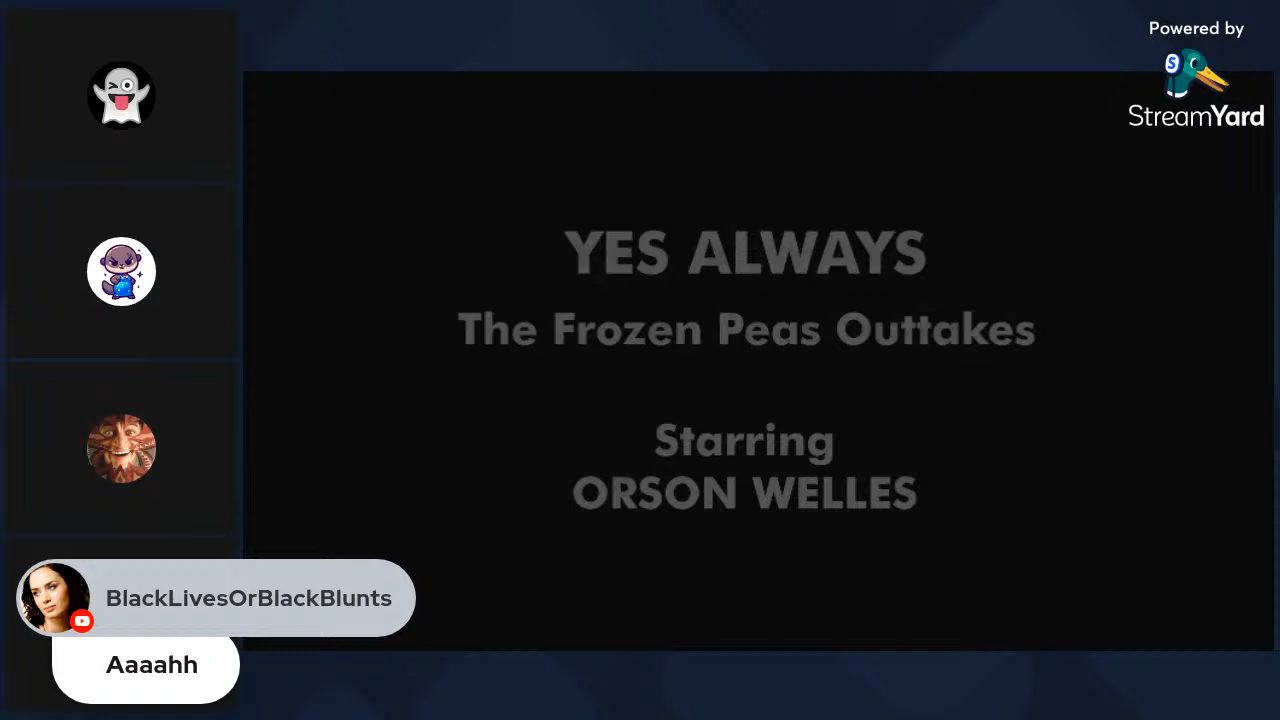 Powered by
S
StreamYard
YES ALWAYS
The Frozen Peas Outtakes
Starring
ORSON WELLES
BlackLivesOrBlackBlunts
Aaaahh